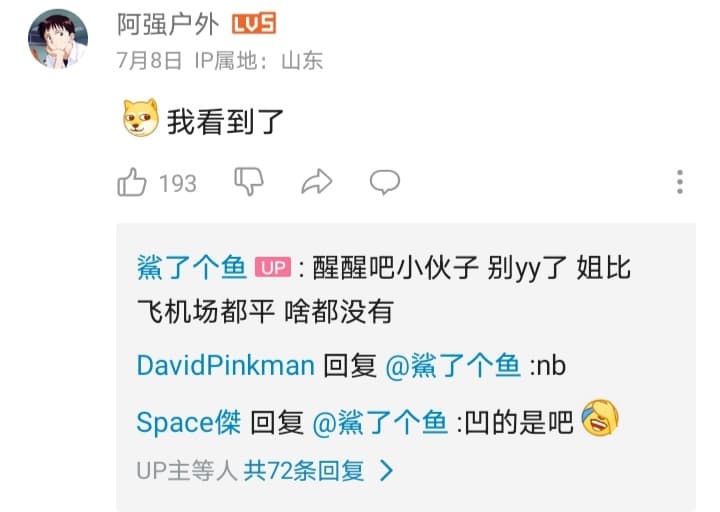 阿强户外 LV5
7月8日 IP属地：山东
我看到了
193
鯊了个鱼 UP : 醒醒吧小伙子 别yy了 姐比
飞机场都平 啥都没有
DavidPinkman 回复 @鯊了个鱼 :nb
Space傑 回复 @鯊了个鱼 :凹的是吧
UP主等人 共72条回复